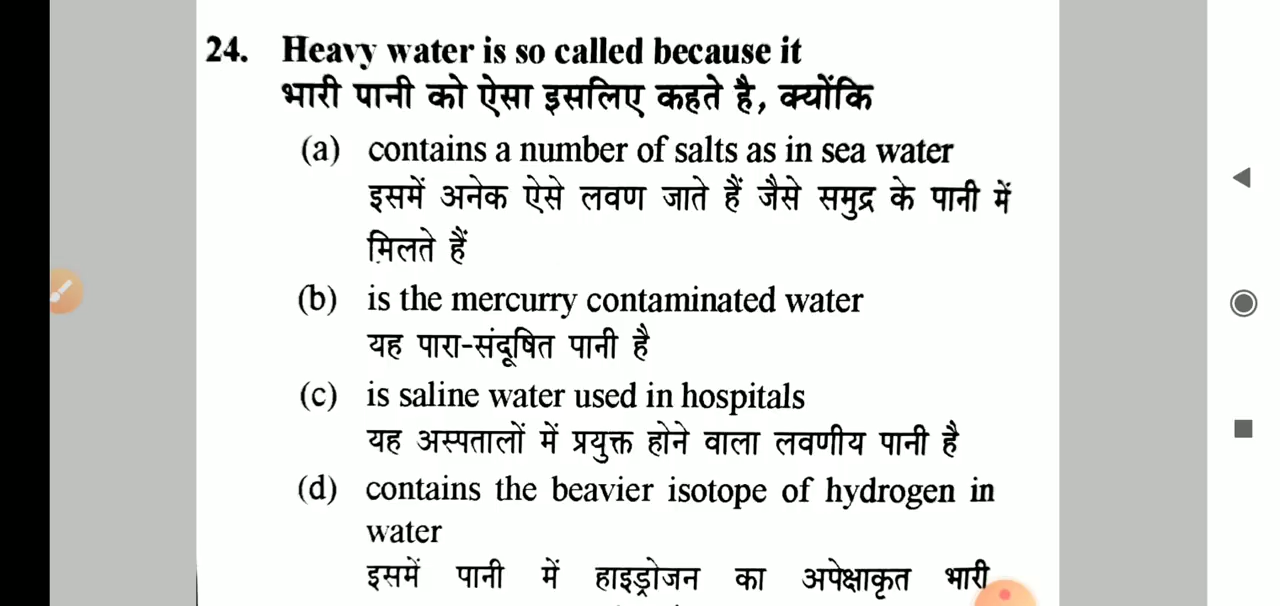 24. Heavy water is so called because it
भारी पानी को ऐसा इसलिए कहते है, क्योंकि
(a) contains a number of salts as in sea water
इसमें अनेक ऐसे लवण जाते हैं जैसे समुद्र के पानी में
मिलते हैं
(b) is the mercurry contaminated water
यह पारा-संदूषित पानी है
(c) is saline water used in hospitals
यह अस्पतालों में प्रयुक्त होने वाला लवणीय पानी है
(d) contains the beavier isotope of hydrogen in
water
इसमें पानी में हाइड्रोजन का अपेक्षाकृत भारी